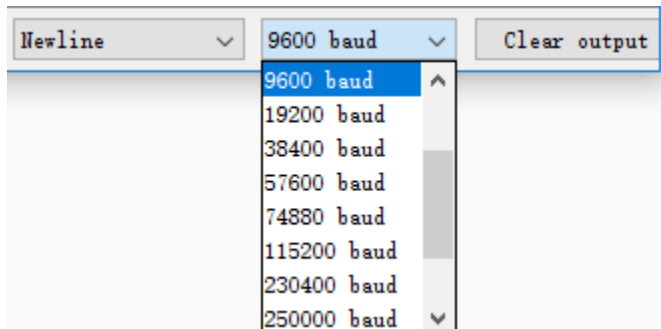 Newline
9600 baud
Clear output
9600 baud
19200 baud
38400 baud
57600 baud
74880 baud
115200 baud
230400 baud
250000 baud